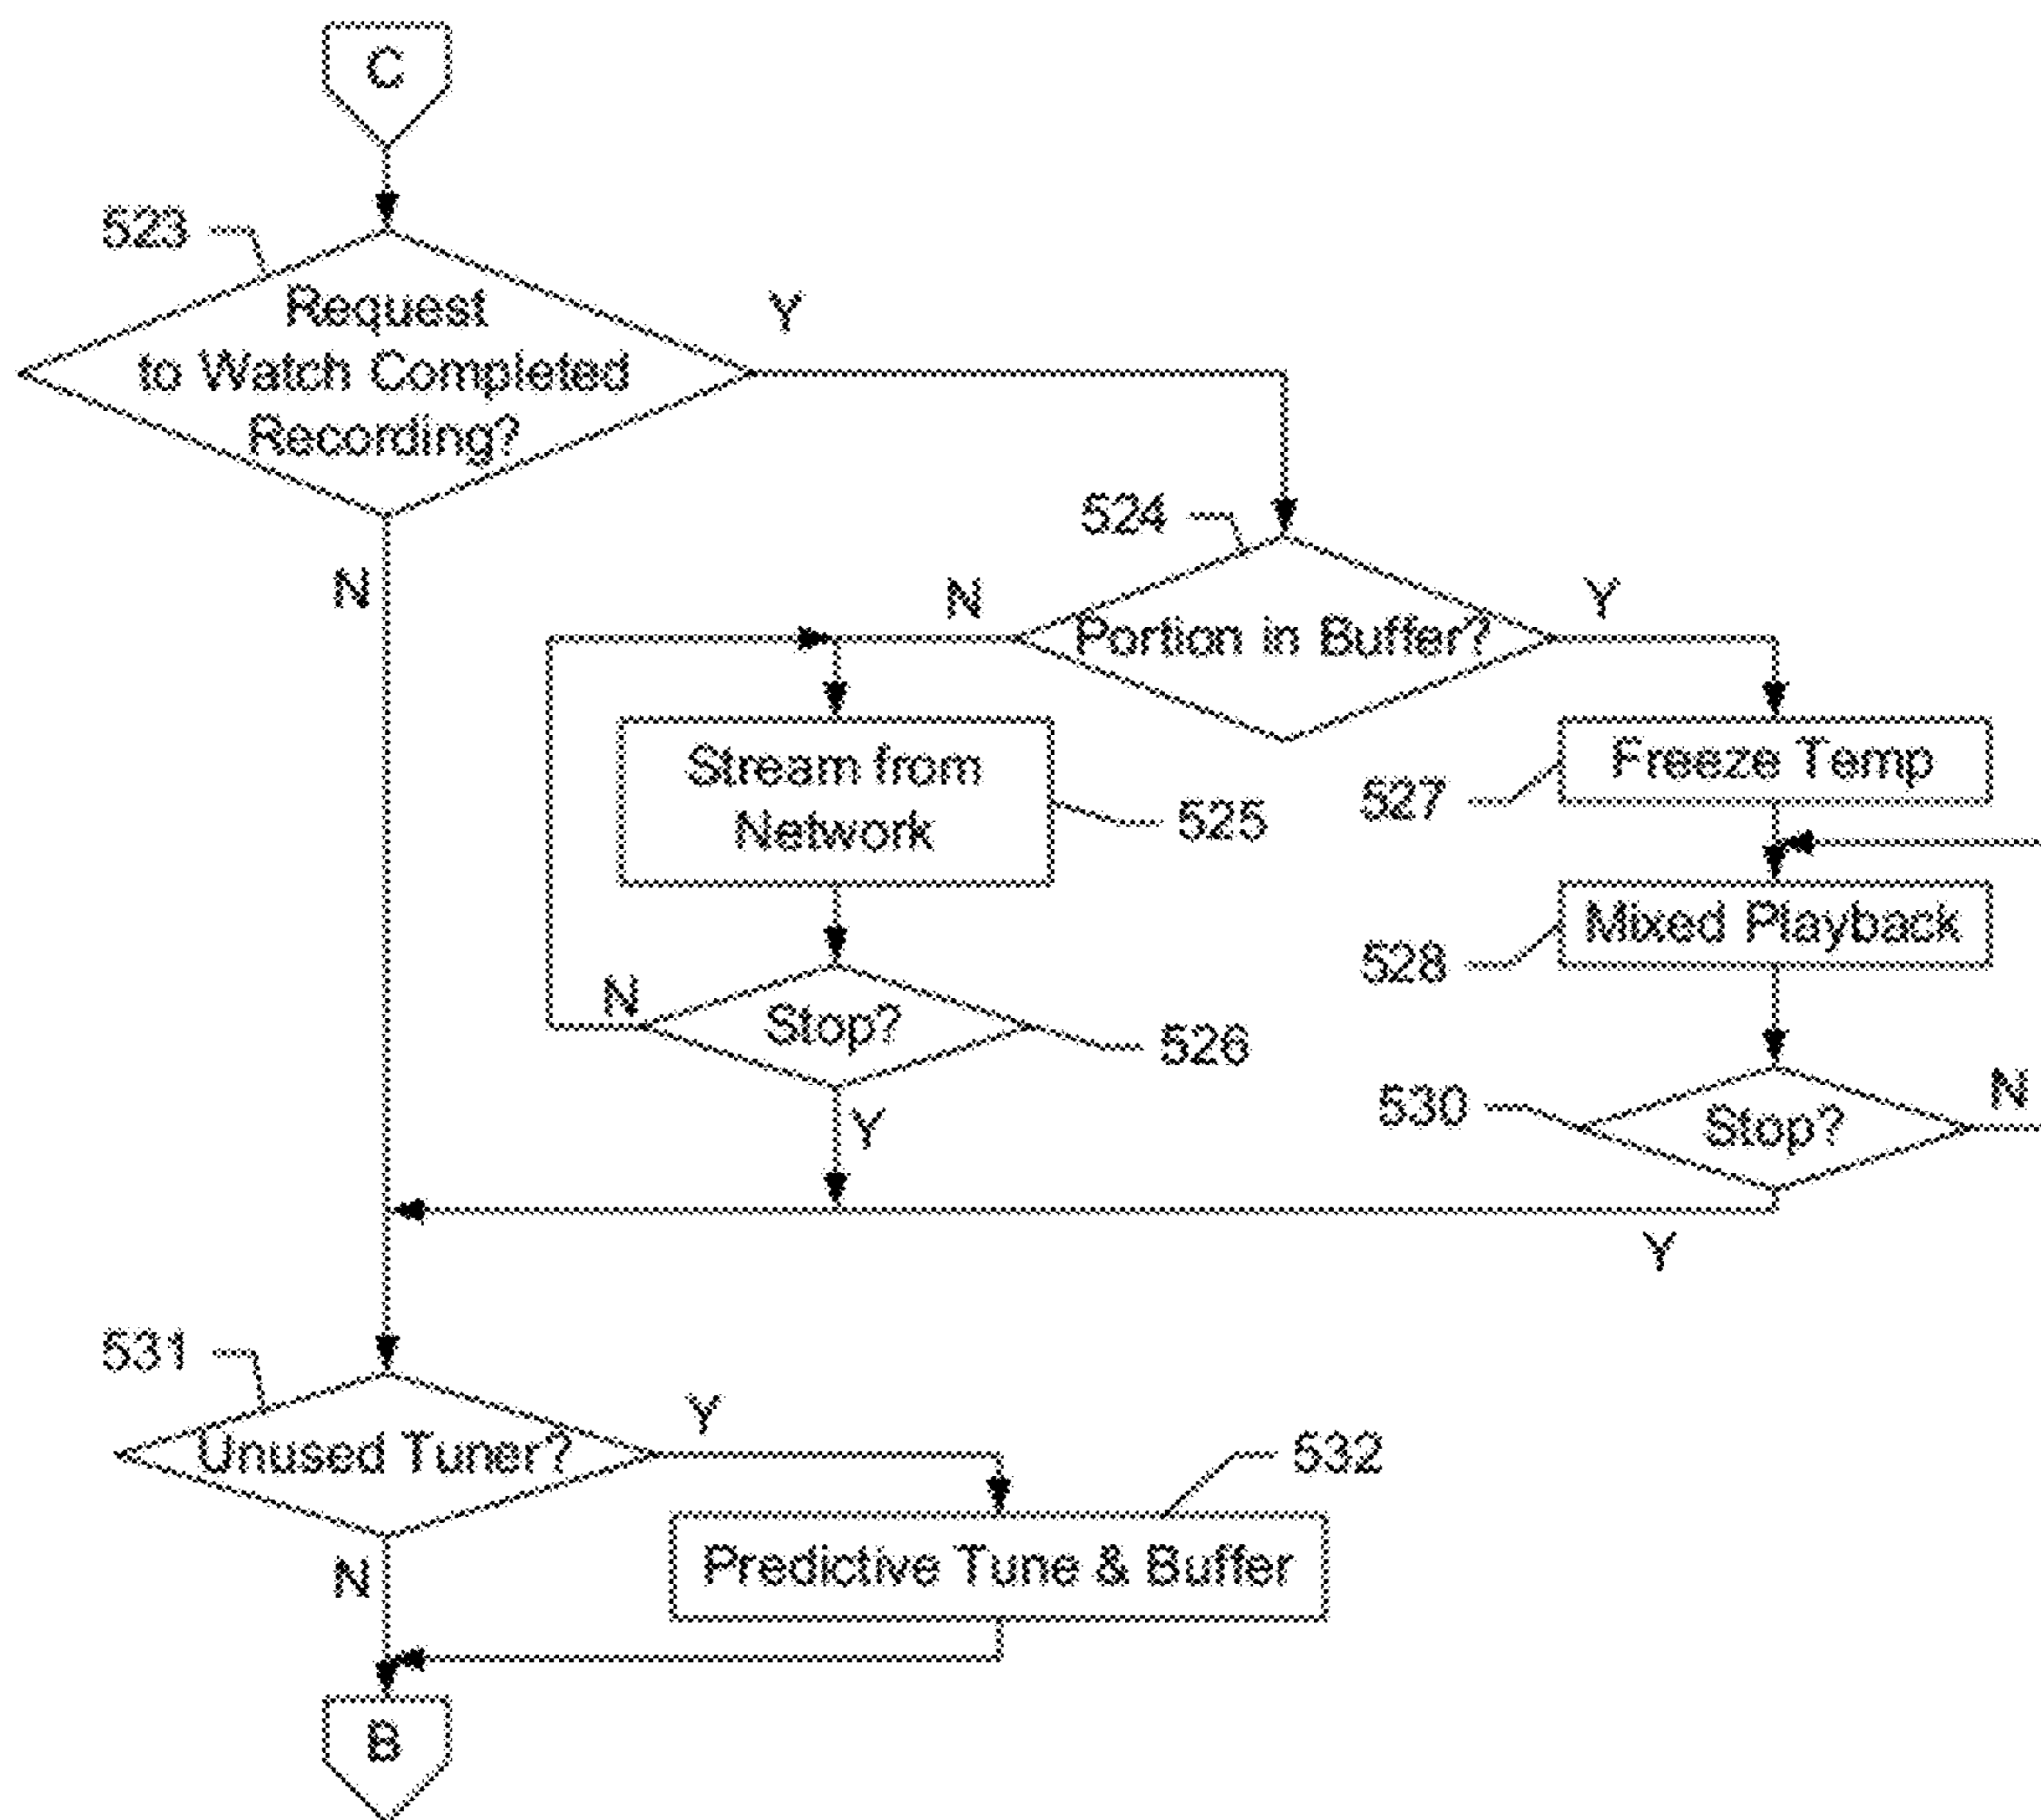 C
523
Request
to Watch Completed
Recording?
Y
N
524
Portion in Buffer?
N
Y
Stream from
Network
525
Freeze Temp
527
Mixed Playback
528
Stop?
N
526
Y
530
Stop?
N
Y
531
Unused Tuner?
Y
N
532
Predictive Tune & Buffer
B